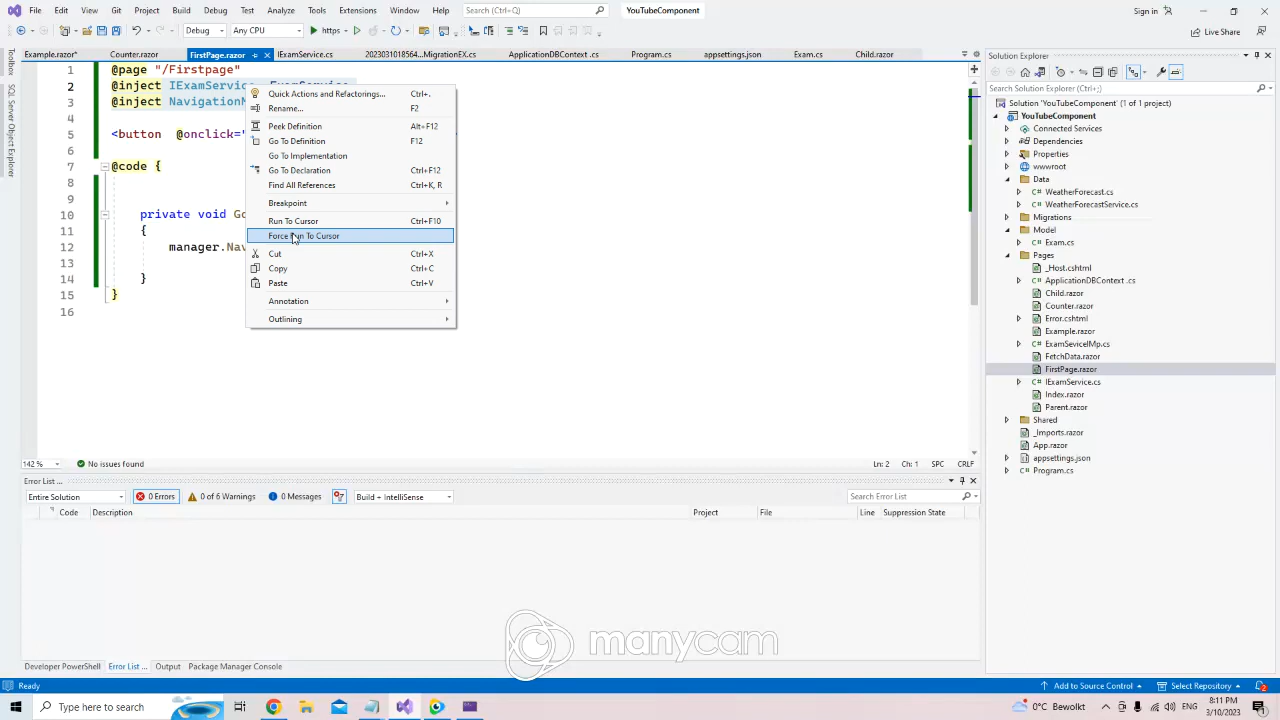 File Edit View Git Project Build Debug Test Analyze Tools Extensions Window Help Search (Ctrl+Q) YouTubeComponent Sign in
Debug Any CPU https Live Share
Example.razor* Counter.razor FirstPage.razor IExamService.cs 2023031018564...MigrationEX.cs ApplicationDBContext.cs Program.cs appsettings.json Exam.cs Child.razor
1 @page "/Firstpage"
2 @inject IExamService ExamService
3 @inject NavigationM
4
5 <button @onclick="
6
7 @code {
8
9
10 private void Go
11 {
12 manager.Nav
13
14 }
15 }
16
Quick Actions and Refactorings... Ctrl+.
Rename... F2
Peek Definition Alt+F12
Go To Definition F12
Go To Implementation
Go To Declaration Ctrl+F12
Find All References Ctrl+K, R
Breakpoint
Run To Cursor Ctrl+F10
Force Run To Cursor
Cut Ctrl+X
Copy Ctrl+C
Paste Ctrl+V
Annotation
Outlining
142 % No issues found Ln: 2 Ch: 1 SPC CRLF
Error List ...
Entire Solution 0 Errors 0 of 6 Warnings 0 Messages Build + IntelliSense Search Error List
Code Description Project File Line Suppression State
manycam
Developer PowerShell Error List ... Output Package Manager Console
Toolbox
SQL Server Object Explorer
Solution Explorer
Search Solution Explorer (Ctrl+;)
Solution 'YouTubeComponent' (1 of 1 project)
YouTubeComponent
Connected Services
Dependencies
Properties
wwwroot
Data
WeatherForecast.cs
WeatherForecastService.cs
Migrations
Model
Exam.cs
Pages
_Host.cshtml
ApplicationDBContext.cs
Child.razor
Counter.razor
Error.cshtml
Example.razor
ExamSeviceIMp.cs
FetchData.razor
FirstPage.razor
IExamService.cs
Index.razor
Parent.razor
Shared
_Imports.razor
App.razor
appsettings.json
Program.cs
Ready Add to Source Control Select Repository 2
Type here to search 0°C Bewolkt 8:11 PM
3/10/2023